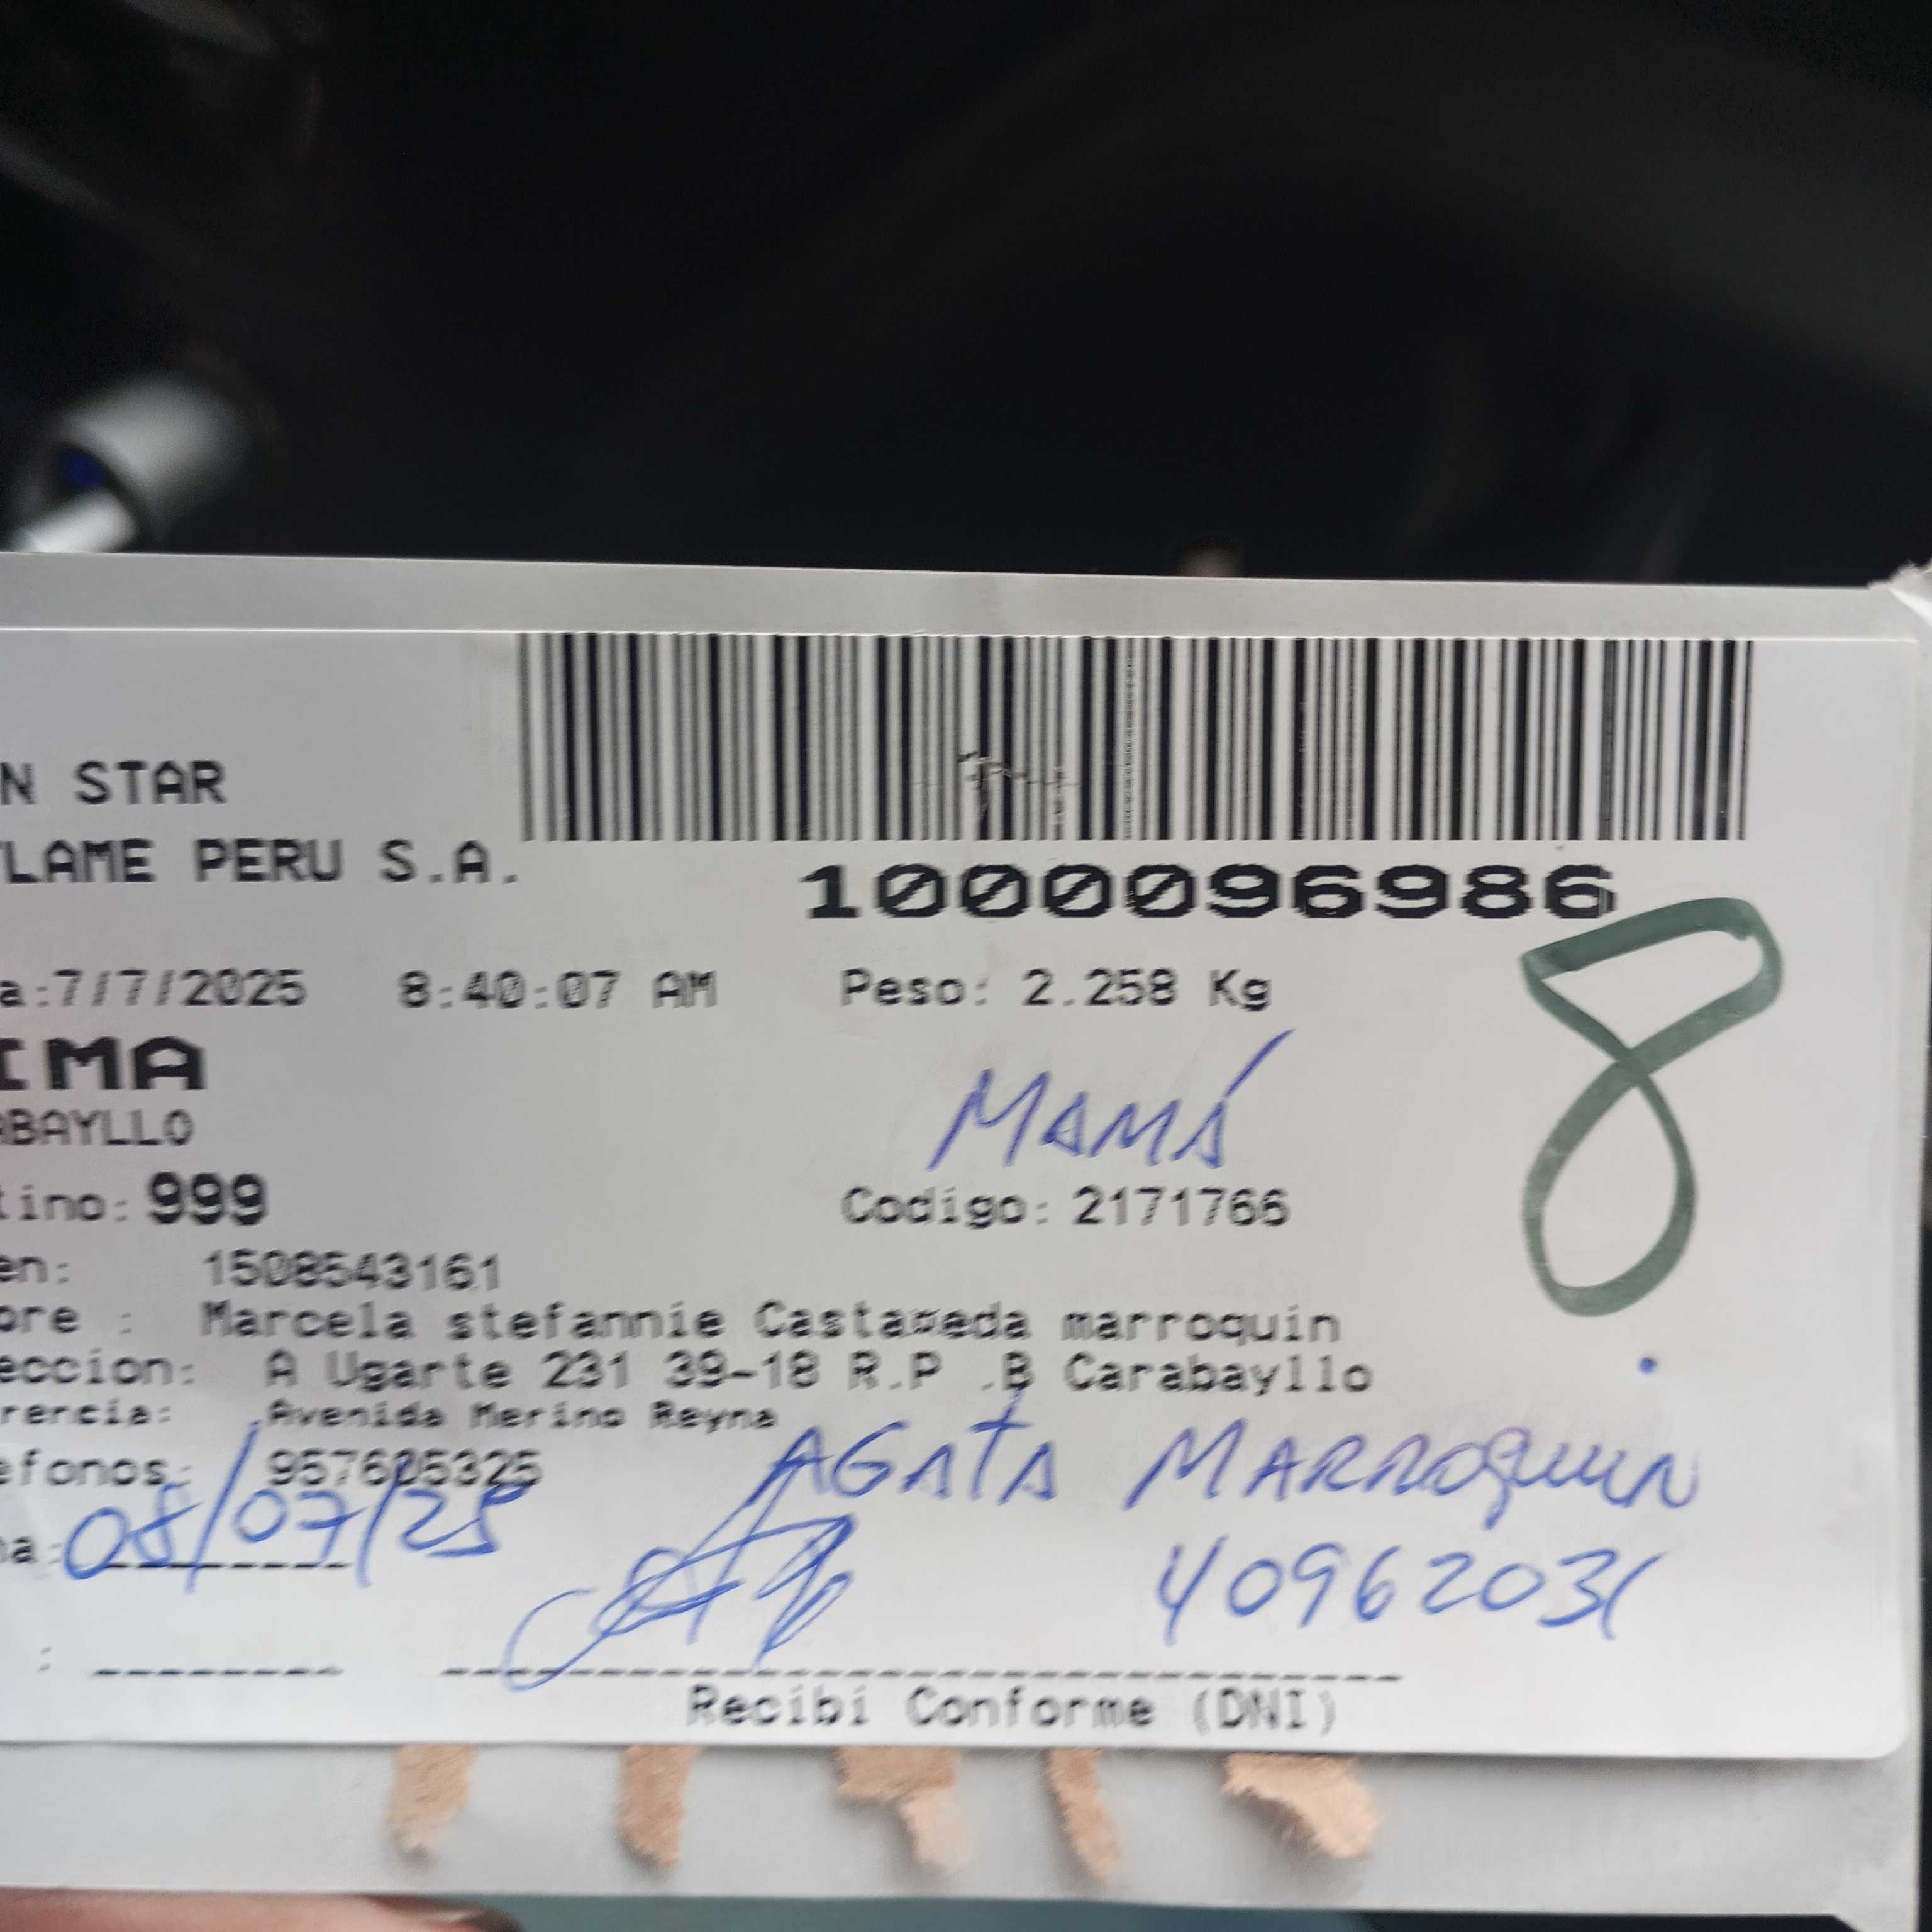 N STAR
LAME PERU S.A.
1000096986
a:7/7/2025 8:40:07 AM Peso: 2.258 Kg
8
IMA
MAMÁ
ABAYLLO
tino: 999 Codigo: 2171766
en: 1508543161
ore : Marcela stefannie Castañeda marroquin
eccion: A Ugarte 231 39-18 R.P .B Carabayllo
rencia: Avenida Merino Reyna
efonos: 957605325 AGATA MARROQUIN
a: 08/07/25
40962031
:
Recibi Conforme (DNI)